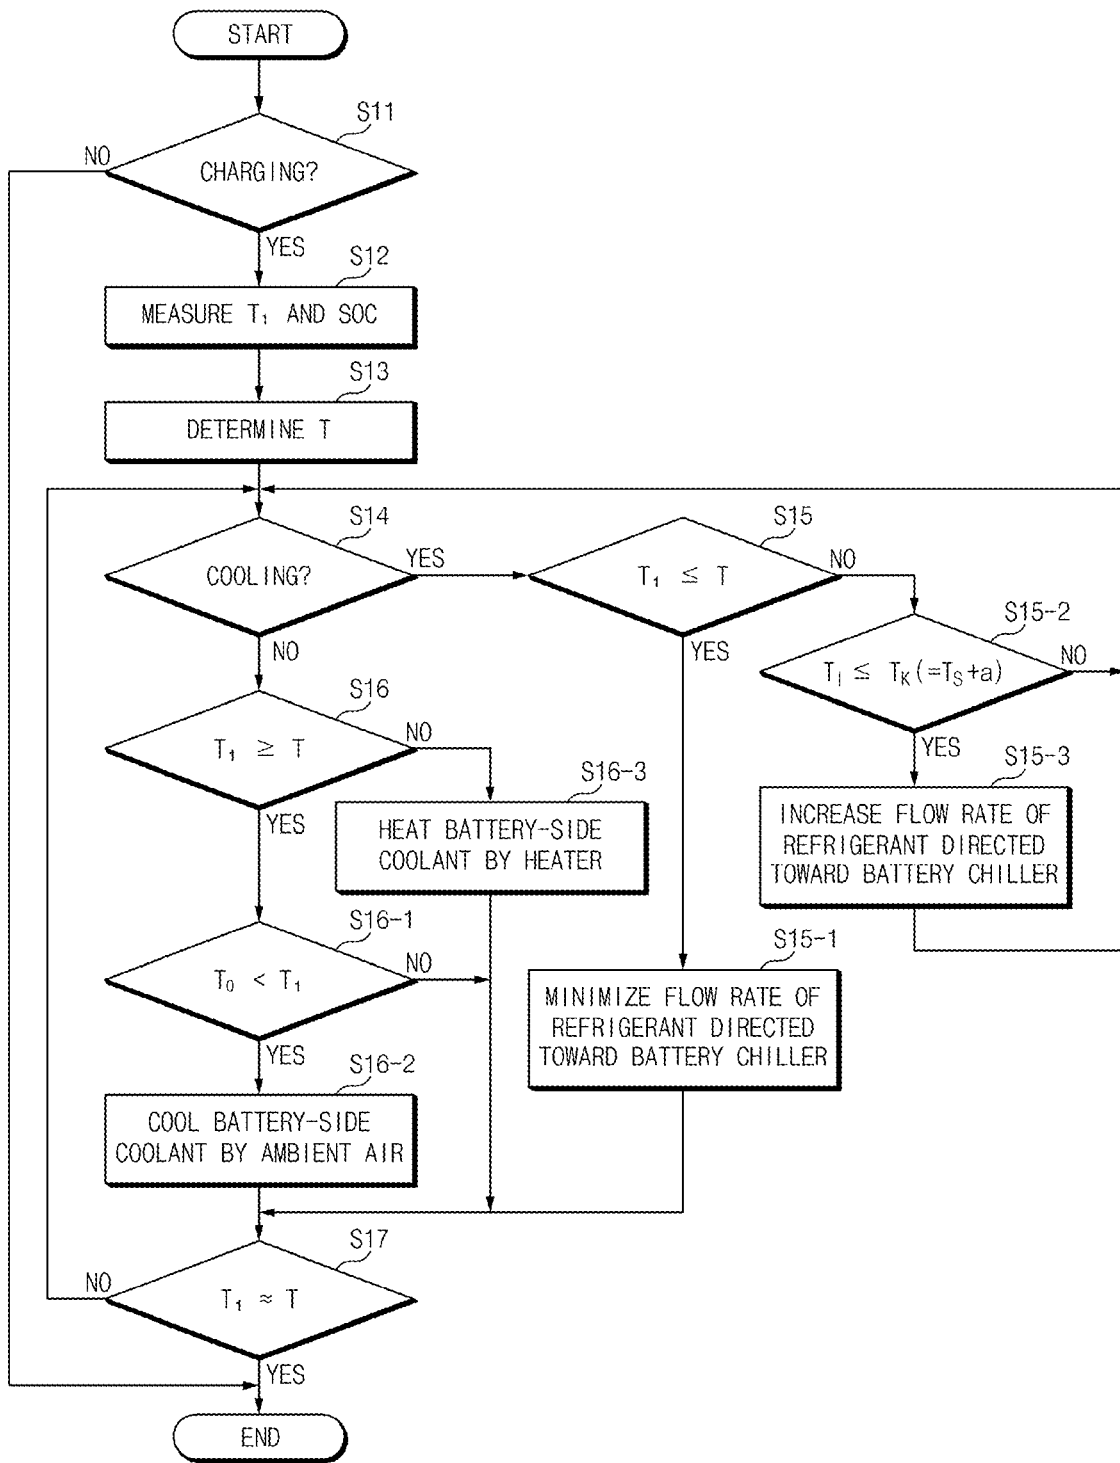 START
S11
NO
CHARGING?
YES
S12
MEASURE T₁ AND SOC
S13
DETERMINE T
S14
YES
COOLING?
NO
S15
NO
T₁ ≤ T
YES
S15-2
NO
Tᵢ ≤ Tₖ(=Tₛ+a)
YES
S16
NO
T₁ ≥ T
YES
S16-3
HEAT BATTERY-SIDE
COOLANT BY HEATER
S15-3
INCREASE FLOW RATE OF
REFRIGERANT DIRECTED
TOWARD BATTERY CHILLER
S16-1
NO
T₀ < T₁
YES
S15-1
MINIMIZE FLOW RATE OF
REFRIGERANT DIRECTED
TOWARD BATTERY CHILLER
S16-2
COOL BATTERY-SIDE
COOLANT BY AMBIENT AIR
S17
NO
T₁ ≈ T
YES
END